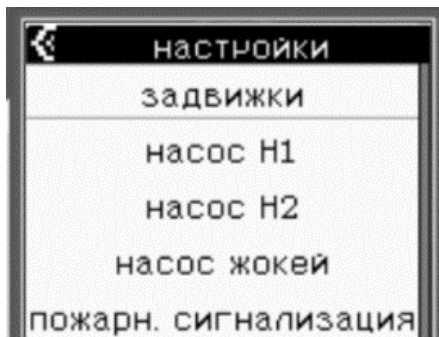 настройки
задвижки
насос Н1
насос Н2
насос жокей
пожарн. сигнализация